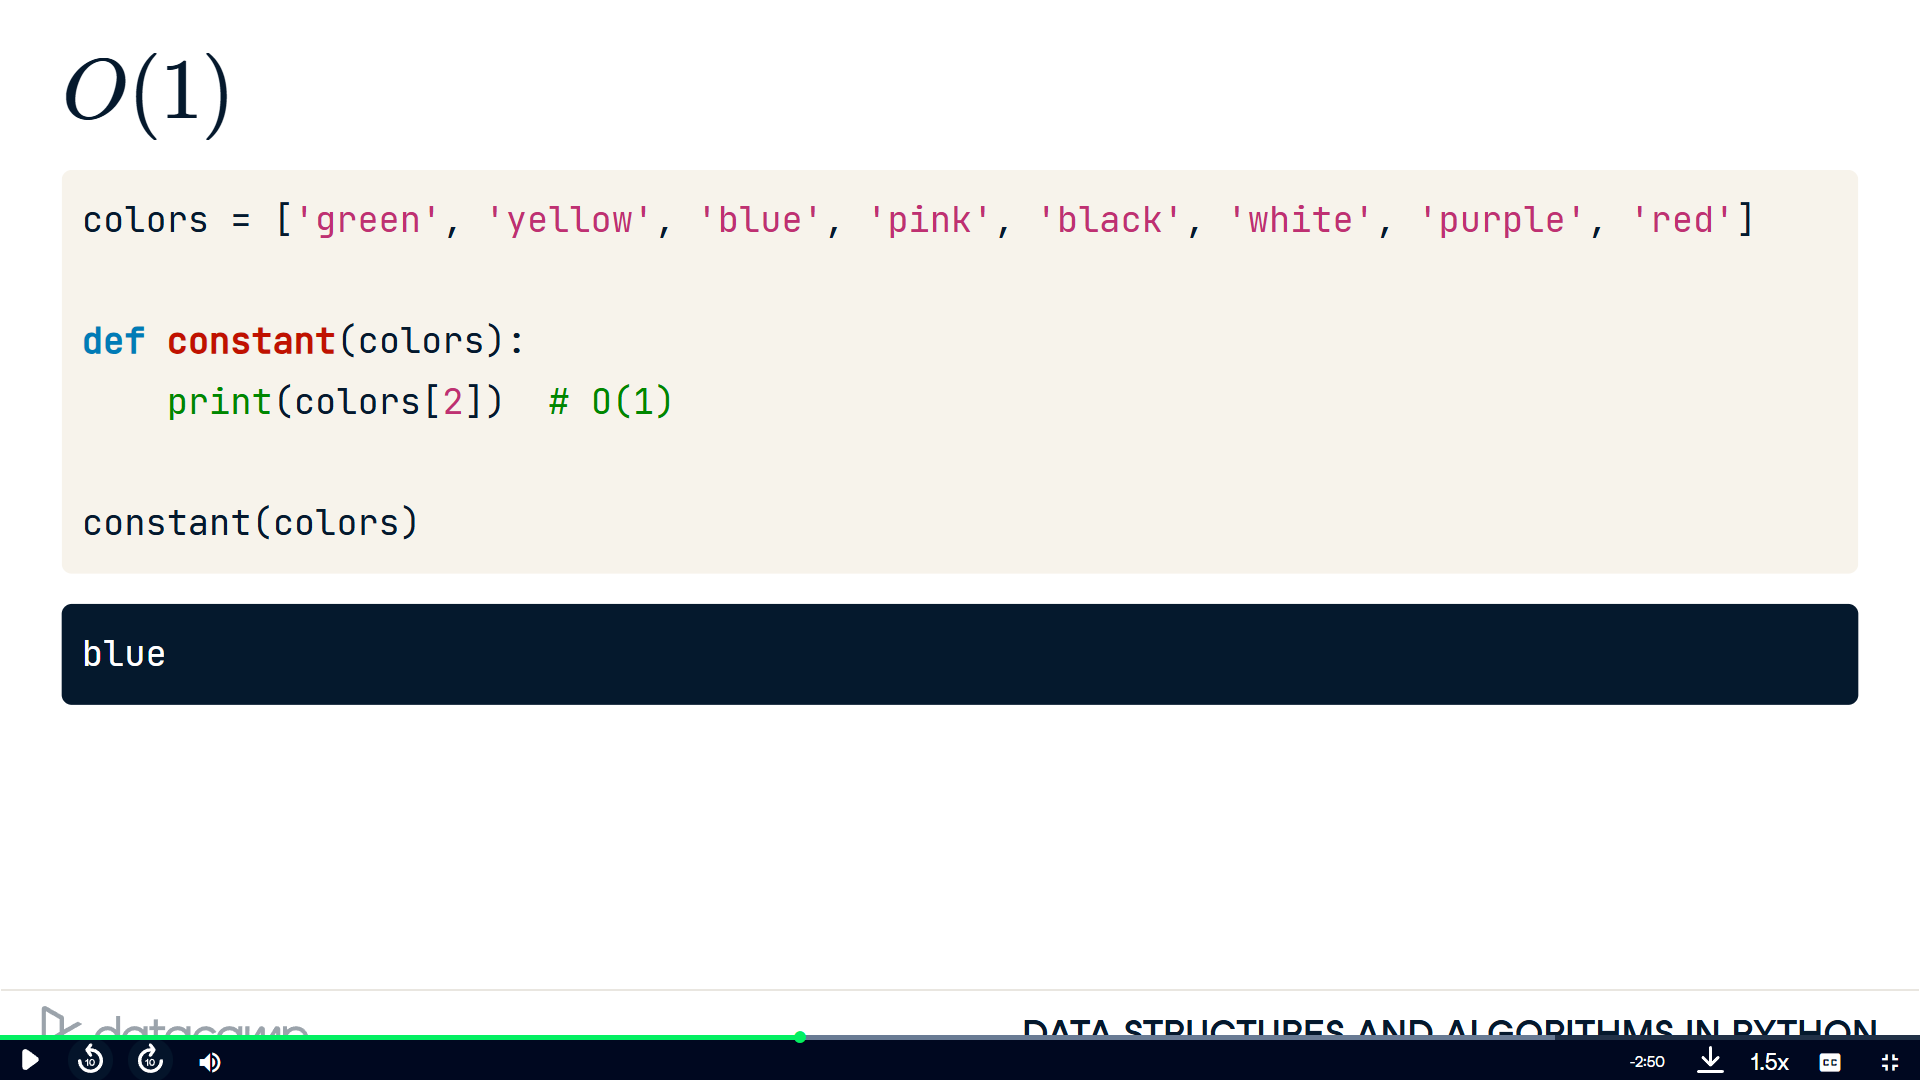 O(1)
colors = ['green', 'yellow', 'blue', 'pink', 'black', 'white', 'purple', 'red']
def constant(colors):
    print(colors[2])  # O(1)
constant(colors)
blue
datacamp
DATA STRUCTURES AND ALGORITHMS IN PYTHON
10
10
-2:50
1.5x
CC